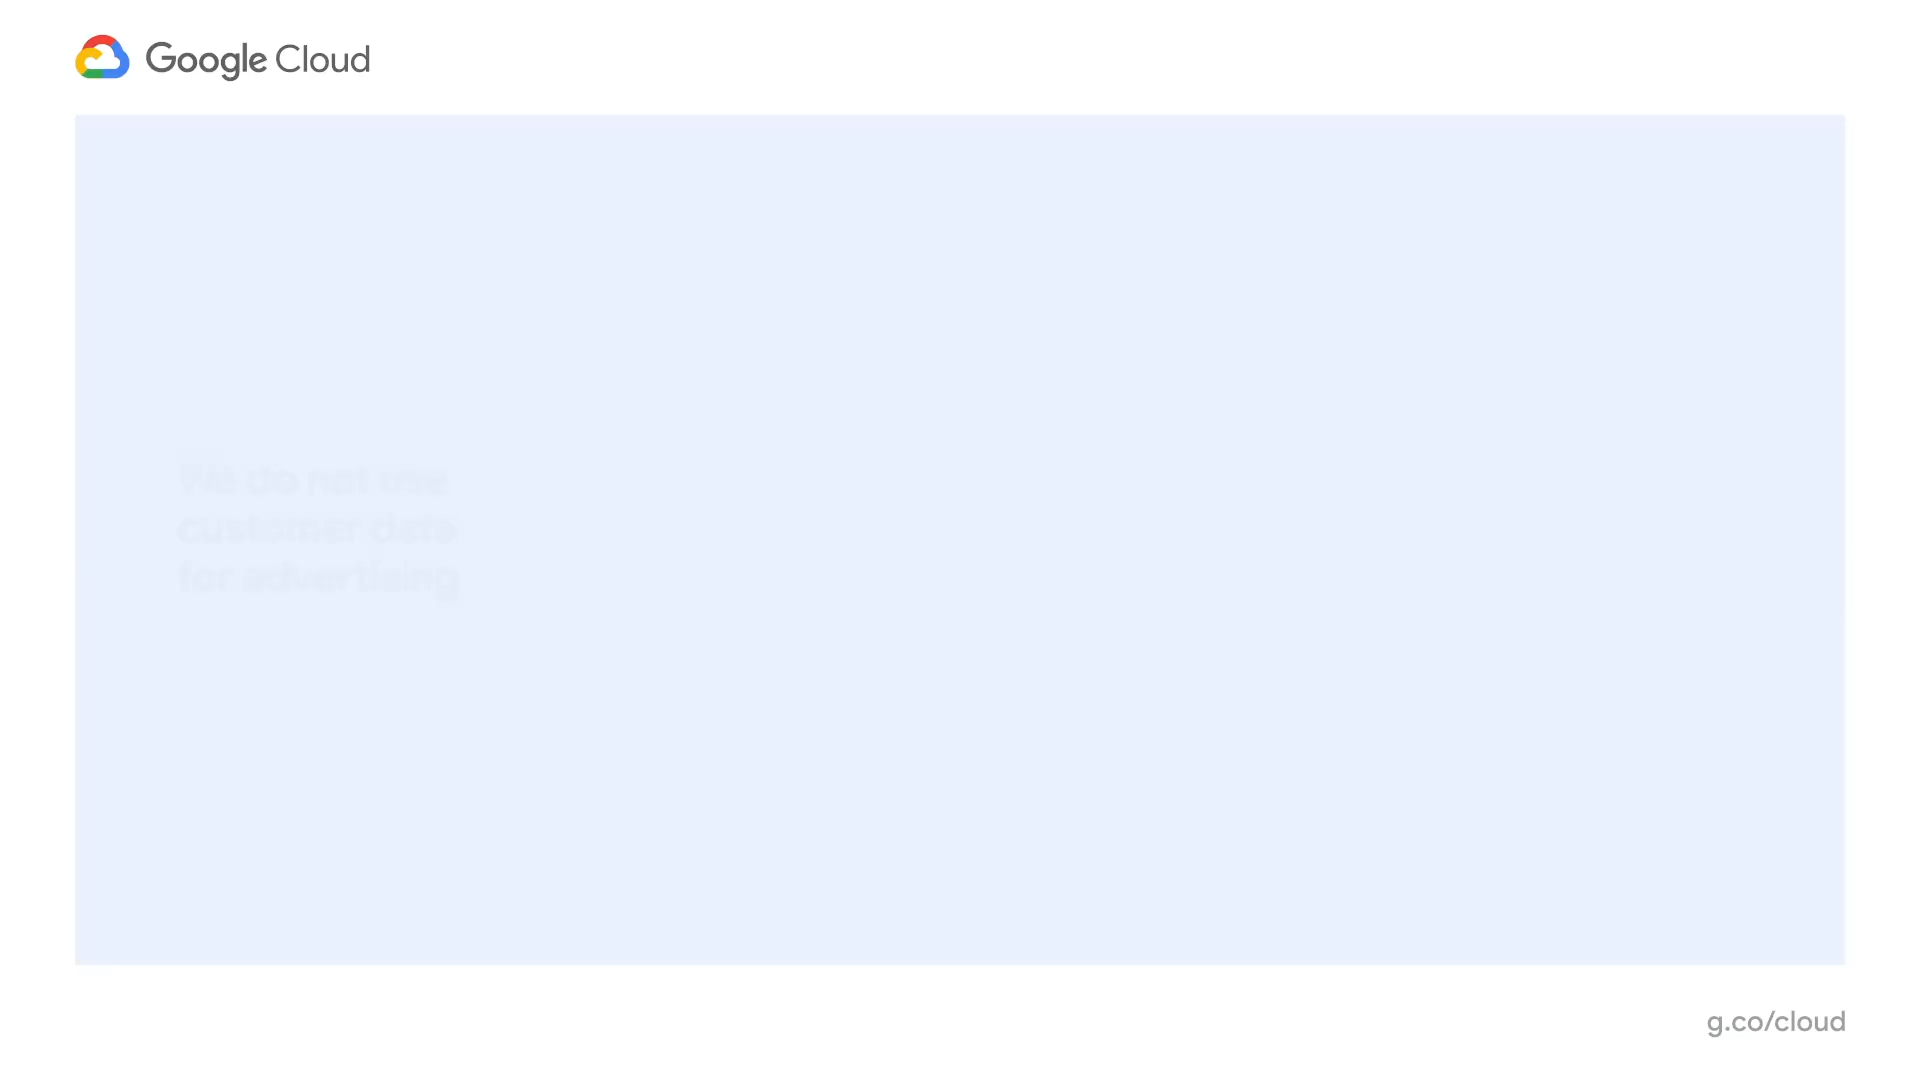 Google Cloud
We do not use
customer data
for advertising
g.co/cloud